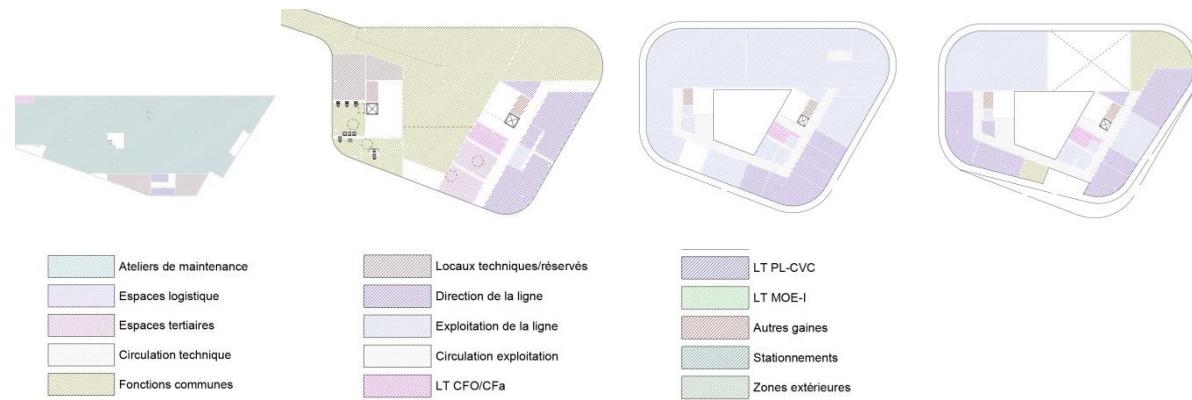 Ateliers de maintenance
Espaces logistique
Espaces tertiaires
Circulation technique
Fonctions communes
Locaux techniques/réservés
Direction de la ligne
Exploitation de la ligne
Circulation exploitation
LT CFO/CFa
LT PL-CVC
LT MOE-I
Autres gaines
Stationnements
Zones extérieures